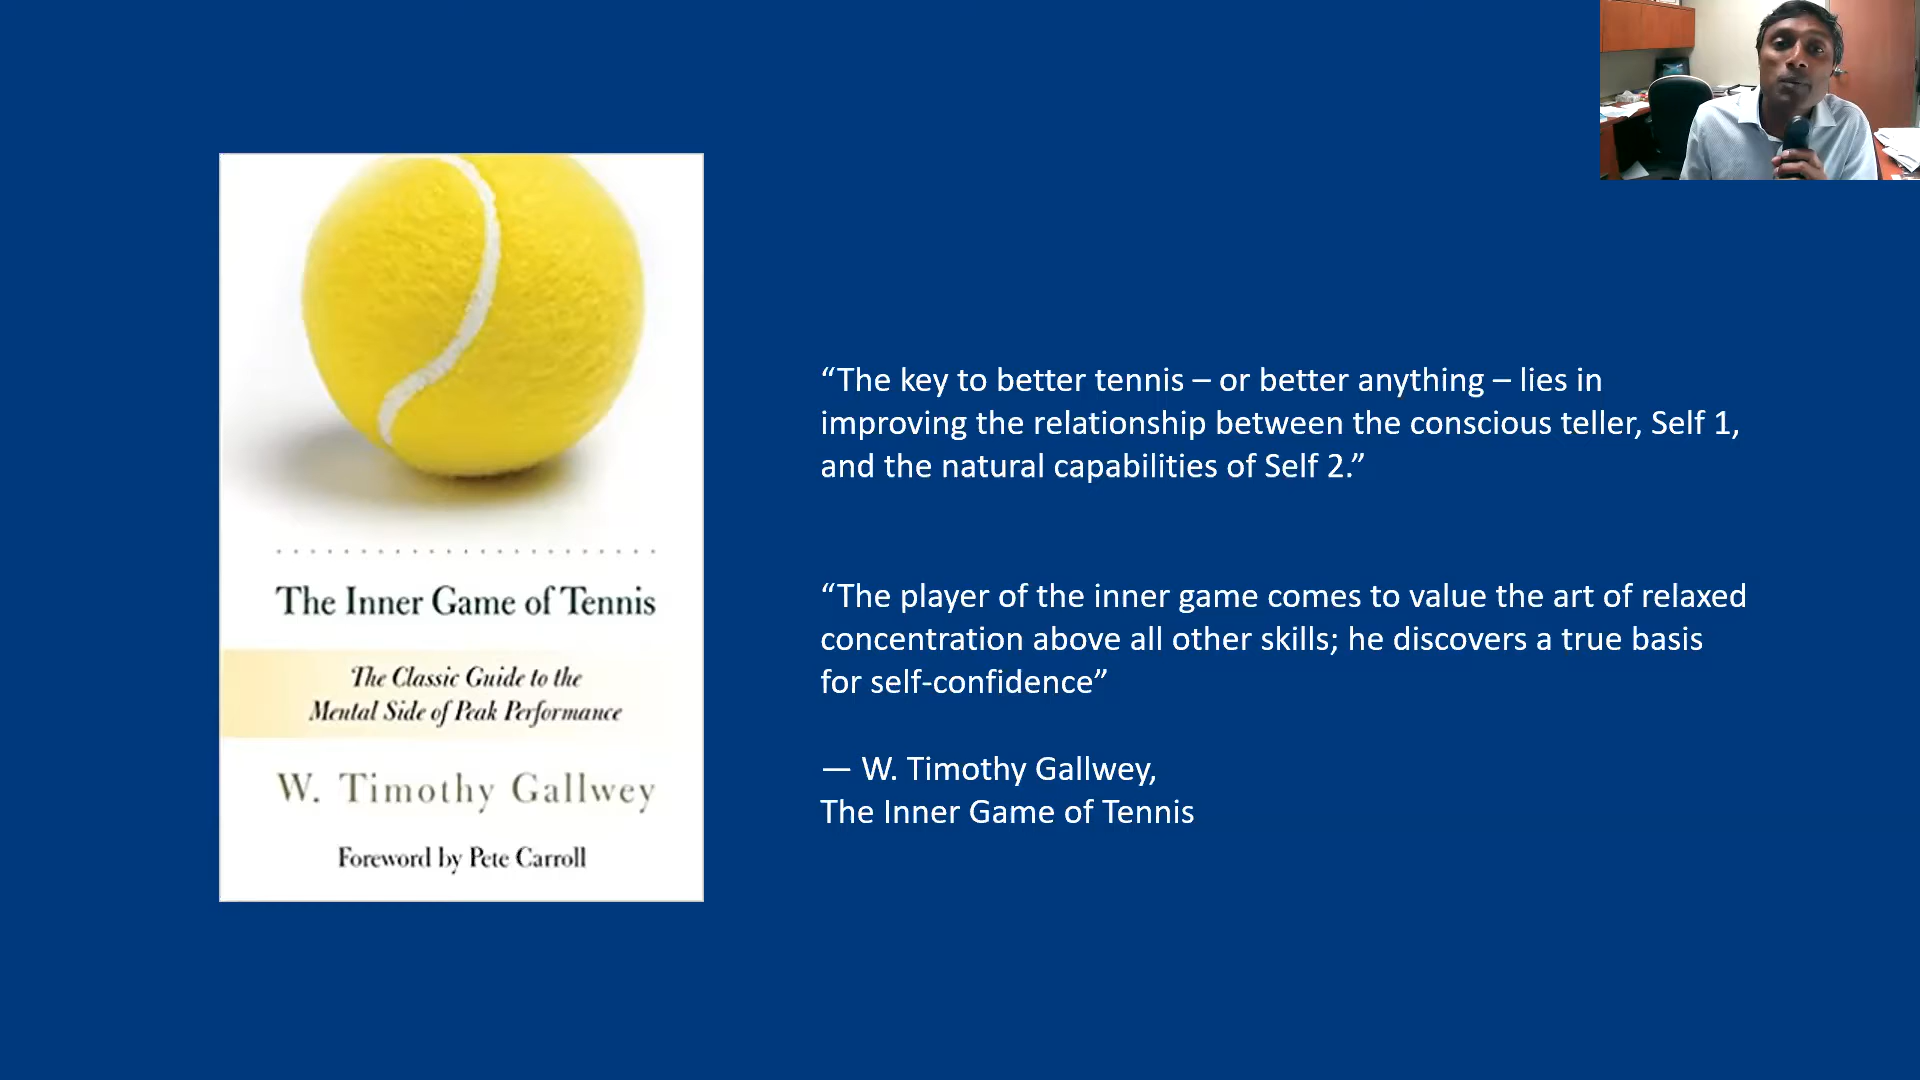 The Inner Game of Tennis
The Classic Guide to the
Mental Side of Peak Performance
W. Timothy Gallwey
Foreword by Pete Carroll
“The key to better tennis – or better anything – lies in
improving the relationship between the conscious teller, Self 1,
and the natural capabilities of Self 2.”
“The player of the inner game comes to value the art of relaxed
concentration above all other skills; he discovers a true basis
for self-confidence”
— W. Timothy Gallwey,
The Inner Game of Tennis